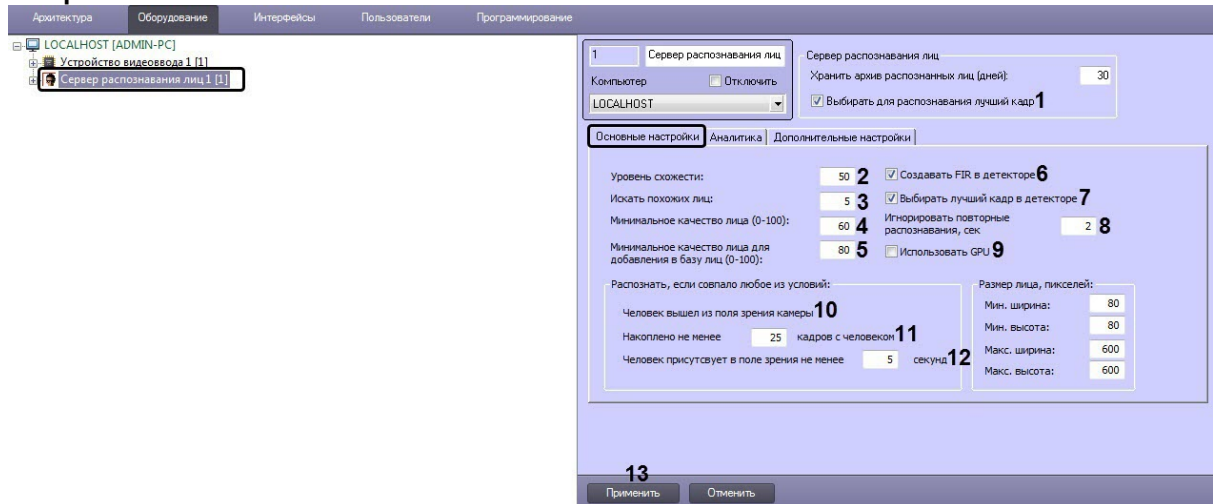 Архитектура Оборудование Интерфейсы Пользователи Программирование
LOCALHOST [ADMIN-PC]
Устройство видеоввода 1 [1]
Сервер распознавания лиц 1 [1]
1 Сервер распознавания лиц
Компьютер Отключить
LOCALHOST
Сервер распознавания лиц
Хранить архив распознанных лиц (дней): 30
Выбирать для распознавания лучший кадр 1
Основные настройки Аналитика Дополнительные настройки
Уровень схожести: 50 2 Создавать FIR в детекторе 6
Искать похожих лиц: 5 3 Выбирать лучший кадр в детекторе 7
Минимальное качество лица (0-100): 60 4 Игнорировать повторные
распознавания, сек 2 8
Минимальное качество лица для
добавления в базу лиц (0-100): 80 5 Использовать GPU 9
Распознать, если совпало любое из условий:
Человек вышел из поля зрения камеры 10
Накоплено не менее 25 кадров с человеком 11
Человек присутсвует в поле зрения не менее 5 секунд 12
Размер лица, пикселей:
Мин. ширина: 80
Мин. высота: 80
Макс. ширина: 600
Макс. высота: 600
13
Применить Отменить